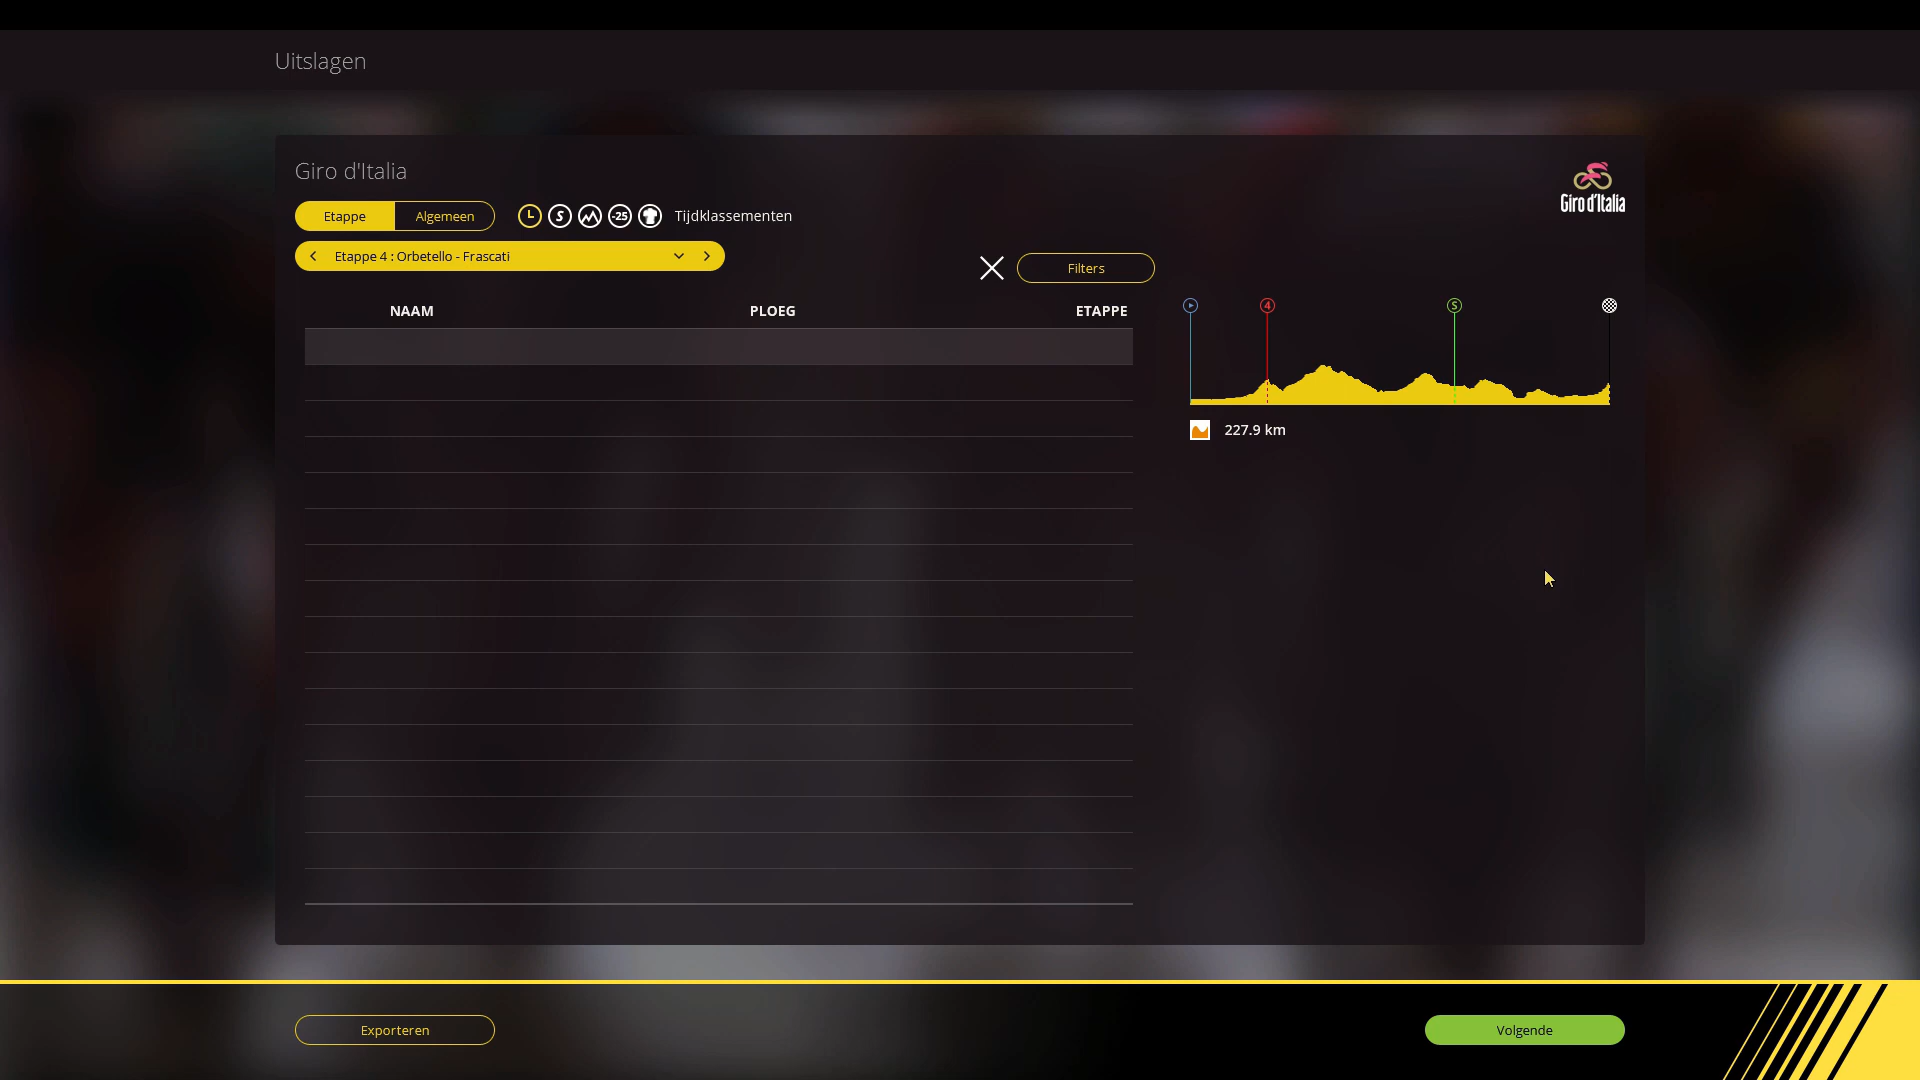 Uitslagen
Giro d'Italia
Giro d'Italia
Etappe Algemeen S -25 Tijdklassementen
Etappe 4 : Orbetello - Frascati
Filters
NAAM PLOEG ETAPPE
4 S
227.9 km
Exporteren Volgende